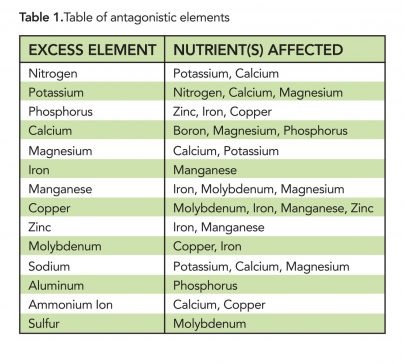 Table 1.Table of antagonistic elements
EXCESS ELEMENT NUTRIENT(S) AFFECTED
Nitrogen Potassium, Calcium
Potassium Nitrogen, Calcium, Magnesium
Phosphorus Zinc, Iron, Copper
Calcium Boron, Magnesium, Phosphorus
Magnesium Calcium, Potassium
Iron Manganese
Manganese Iron, Molybdenum, Magnesium
Copper Molybdenum, Iron, Manganese, Zinc
Zinc Iron, Manganese
Molybdenum Copper, Iron
Sodium Potassium, Calcium, Magnesium
Aluminum Phosphorus
Ammonium Ion Calcium, Copper
Sulfur Molybdenum